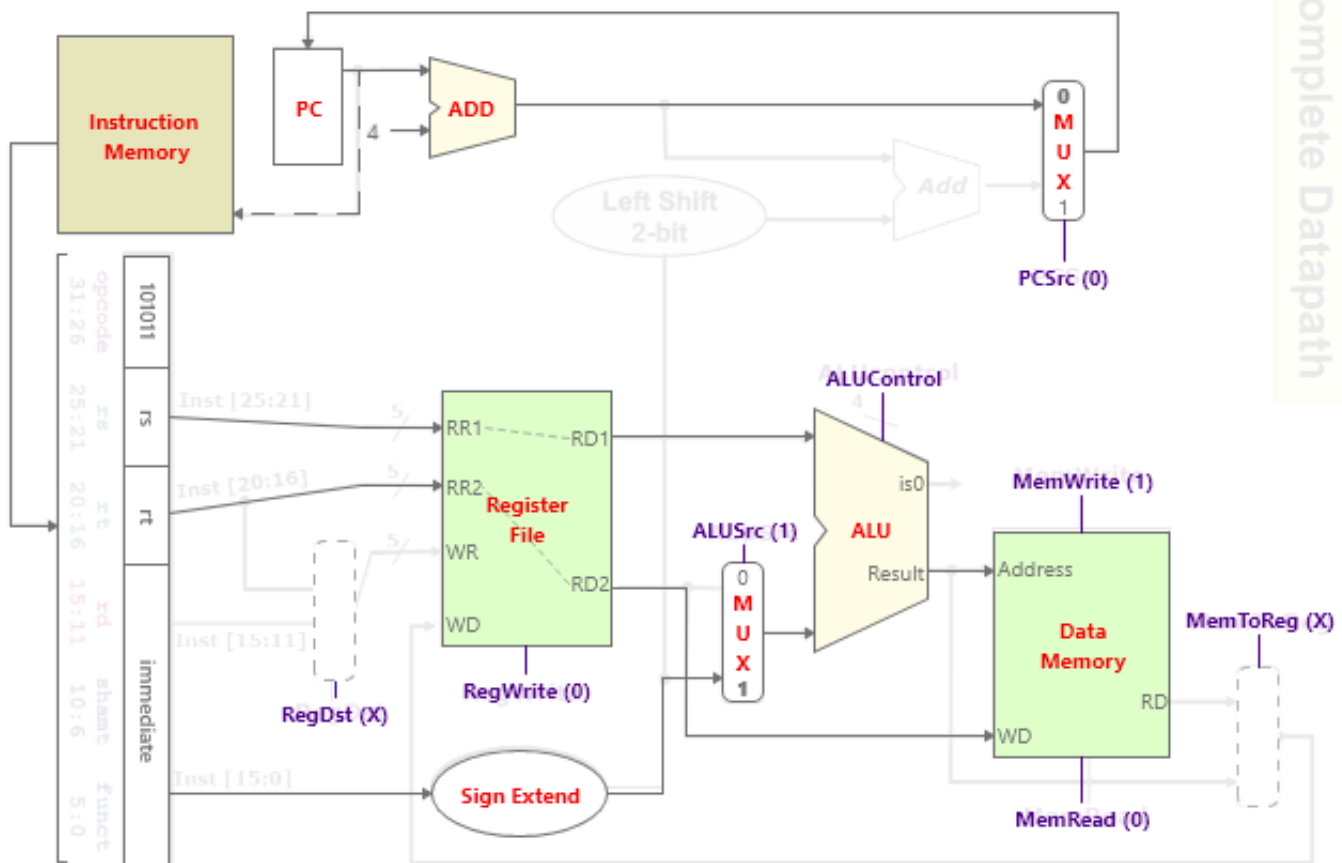 omplete Datapath
Instruction
Memory
PC
4
ADD
0
M
U
X
1
Add
Left Shift
2-bit
PCSrc (0)
opcode
31:26
101011
rs
25:21
rs
Inst [25:21]
5
rt
20:16
rt
Inst [20:16]
5
5
rd
15:11
Inst [15:11]
shamt
10:6
immediate
funct
5:0
Inst [15:0]
RegDst (X)
RR1
RR2
WR
WD
RD1
RD2
Register
File
RegWrite (0)
Sign Extend
ALUSrc (1)
0
M
U
X
1
ALUControl
4
is0
ALU
Result
MemWrite (1)
Address
Data
Memory
RD
WD
MemRead (0)
MemToReg (X)